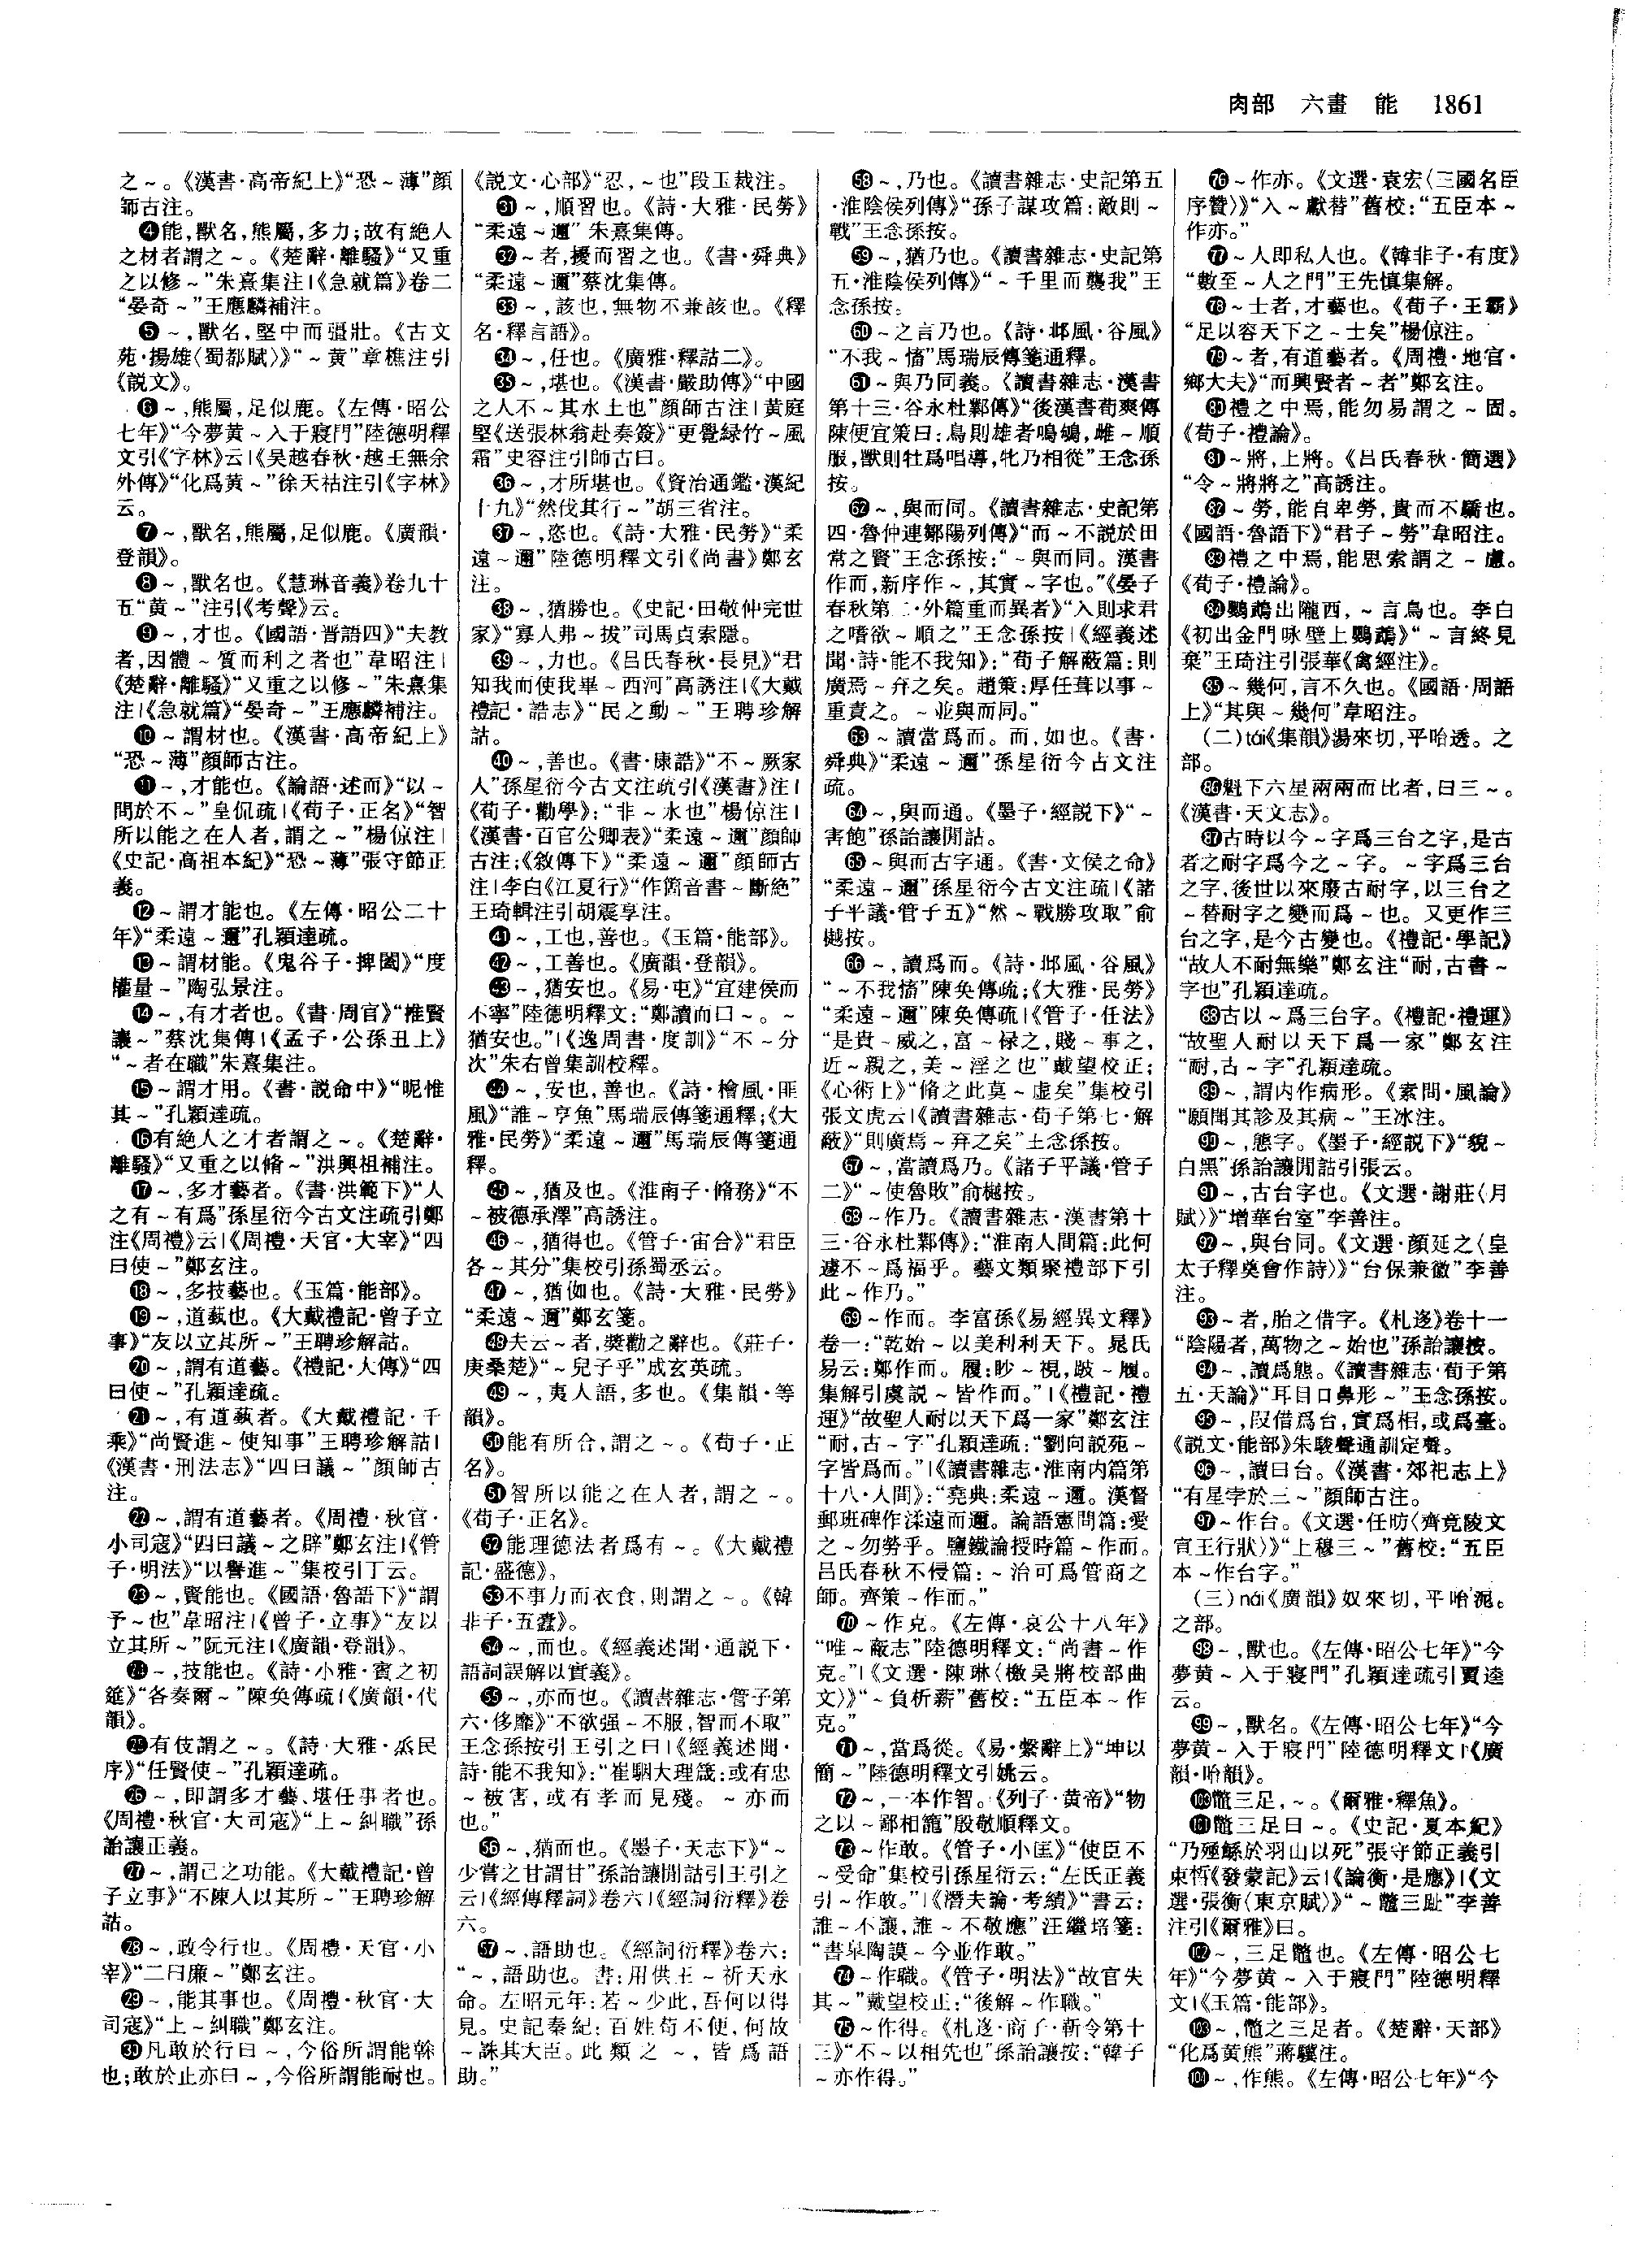 肉部 六畫 能 1861
之～。《漢書·高帝紀上》“恐～薄”顔
師古注。
❹能,獸名,熊屬,多力;故有絶人
之材者謂之～。《楚辭·離騷》“又重
之以修～”朱熹集注|《急就篇》卷二
“晏奇～”王應麟補注。
❺～,獸名,堅中而彊壯。《古文
苑·揚雄〈蜀都賦〉》“～黄”章樵注引
《説文》。
❻～,熊屬,足似鹿。《左傳·昭公
七年》“今夢黄～入于寢門”陸德明釋
文引《字林》云|《吴越春秋·越王無余
外傳》“化爲黄～”徐天祜注引《字林》
云。
❼～,獸名,熊屬,足似鹿。《廣韻·
登韻》。
❽～,獸名也。《慧琳音義》卷九十
五“黄～”注引《考聲》云。
❾～,才也。《國語·晋語四》“夫教
者,因體～質而利之者也”韋昭注|
《楚辭·離騷》“又重之以修～”朱熹集
注|《急就篇》“晏奇～”王應麟補注。
❿～謂材也。《漢書·高帝紀上》
“恐～薄”顔師古注。
⓫～,才能也。《論語·述而》“以～
問於不～”皇侃疏|《荀子·正名》“智
所以能之在人者,謂之～”楊倞注|
《史記·高祖本紀》“恐～薄”張守節正
義。
⓬～謂才能也。《左傳·昭公二十
年》“柔遠～邇”孔穎達疏。
⓭～謂材能。《鬼谷子·捭闔》“度
權量～”陶弘景注。
⓮～,有才者也。《書·周官》“推賢
讓～”蔡沈集傳|《孟子·公孫丑上》
“～者在職”朱熹集注。
⓯～謂才用。《書·説命中》“昵惟
其～”孔穎達疏。
⓰有絶人之才者謂之～。《楚辭·
離騷》“又重之以脩～”洪興祖補注。
⓱～,多才藝者。《書·洪範下》“人
之有～有爲”孫星衍今古文注疏引鄭
注《周禮》云|《周禮·天官·大宰》“四
曰使～”鄭玄注。
⓲～,多技藝也。《玉篇·能部》。
⓳～,道藝也。《大戴禮記·曾子立
事》“友以立其所～”王聘珍解詁。
⓴～,謂有道藝。《禮記·大傳》“四
曰使～”孔穎達疏。
㉑～,有道藝者。《大戴禮記·千
乘》“尚賢進～使知事”王聘珍解詁|
《漢書·刑法志》“四曰議～”顔師古
注。
㉒～,謂有道藝者。《周禮·秋官·
小司寇》“四曰議～之辟”鄭玄注|《管
子·明法》“以譽進～”集校引丁云。
㉓～,賢能也。《國語·魯語下》“謂
予～也”韋昭注|《曾子·立事》“友以
立其所～”阮元注|《廣韻·登韻》。
㉔～,技能也。《詩·小雅·賓之初
筵》“各奏爾～”陳奂傳疏|《廣韻·代
韻》。
㉕有伎謂之～。《詩·大雅·烝民
序》“任賢使～”孔穎達疏。
㉖～,即謂多才藝、堪任事者也。
《周禮·秋官·大司寇》“上～糾職”孫
詒讓正義。
㉗～,謂己之功能。《大戴禮記·曾
子立事》“不陳人以其所～”王聘珍解
詁。
㉘～,政令行也。《周禮·天官·小
宰》“二曰廉～”鄭玄注。
㉙～,能其事也。《周禮·秋官·大
司寇》“上～糾職”鄭玄注。
㉚凡敢於行曰～,今俗所謂能幹
也;敢於止亦曰～,今俗所謂能耐也。
《説文·心部》“忍,～也”段玉裁注。
㉛～,順習也。《詩·大雅·民勞》
“柔遠～邇”朱熹集傳。
㉜～者,擾而習之也。《書·舜典》
“柔遠～邇”蔡沈集傳。
㉝～,該也,無物不兼該也。《釋
名·釋言語》。
㉞～,任也。《廣雅·釋詁二》。
㉟～,堪也。《漢書·嚴助傳》“中國
之人不～其水土也”顔師古注|黄庭
堅《送張林翁赴奏簽》“更覺緑竹～風
霜”史容注引師古曰。
㊱～,才所堪也。《資治通鑑·漢紀
十九》“然伐其行～”胡三省注。
㊲～,恣也。《詩·大雅·民勞》“柔
遠～邇”陸德明釋文引《尚書》鄭玄
注。
㊳～,猶勝也。《史記·田敬仲完世
家》“寡人弗～拔”司馬貞索隱。
㊴～,力也。《吕氏春秋·長見》“君
知我而使我畢～西河”高誘注|《大戴
禮記·誥志》“民之動～”王聘珍解
詁。
㊵～,善也。《書·康誥》“不～厥家
人”孫星衍今古文注疏引《漢書》注|
《荀子·勸學》:“非～水也”楊倞注|
《漢書·百官公卿表》“柔遠～邇”顔師
古注;《敘傳下》“柔遠～邇”顔師古
注|李白《江夏行》“作箇音書～斷絶”
王琦輯注引胡震享注。
㊶～,工也,善也。《玉篇·能部》。
㊷～,工善也。《廣韻·登韻》。
㊸～,猶安也。《易·屯》“宜建侯而
不寧”陸德明釋文:“鄭讀而曰～。～
猶安也。”|《逸周書·度訓》“不～分
次”朱右曾集訓校釋。
㊹～,安也,善也。《詩·檜風·匪
風》“誰～亨魚”馬瑞辰傳箋通釋;《大
雅·民勞》“柔遠～邇”馬瑞辰傳箋通
釋。
㊺～,猶及也。《淮南子·脩務》“不
～被德承澤”高誘注。
㊻～,猶得也。《管子·宙合》“君臣
各～其分”集校引孫蜀丞云。
㊼～,猶伽也。《詩·大雅·民勞》
“柔遠～邇”鄭玄箋。
㊽夫云～者,奬勸之辭也。《莊子·
庚桑楚》“～兒子乎”成玄英疏。
㊾～,夷人語,多也。《集韻·等
韻》。
㊿能有所合,謂之～。《荀子·正
名》。
51智所以能之在人者,謂之～。
《荀子·正名》。
52能理德法者爲有～。《大戴禮
記·盛德》。
53不事力而衣食,則謂之～。《韓
非子·五蠹》。
54～,而也。《經義述聞·通説下·
語詞誤解以實義》。
55～,亦而也。《讀書雜志·管子第
六·侈靡》“不欲强～不服,智而不牧”
王念孫按引王引之曰|《經義述聞·
詩·能不我知》:“崔駰大理箴:或有忠
～被害,或有孝而見殘。～亦而
也。”
56～,猶而也。《墨子·天志下》“～
少嘗之甘謂甘”孫詒讓閒詁引王引之
云|《經傳釋詞》卷六|《經詞衍釋》卷
六。
57～,語助也。《經詞衍釋》卷六:
“～,語助也。書:用供王～祈天永
命。左昭元年:若～少此,吾何以得
見。史記秦紀:百姓苟不便,何故
～誅其大臣。此類之～,皆爲語
助。”
58～,乃也。《讀書雜志·史記第五
·淮陰侯列傳》“孫子謀攻篇:敵則～
戰”王念孫按。
59～,猶乃也。《讀書雜志·史記第
五·淮陰侯列傳》“～千里而襲我”王
念孫按。
60～之言乃也。《詩·邶風·谷風》
“不我～慉”馬瑞辰傳箋通釋。
61～與乃同義。《讀書雜志·漢書
第十三·谷永杜鄴傳》“後漢書荀爽傳
陳便宜策曰:鳥則雄者鳴鴝,雌～順
服,獸則牡爲唱導,牝乃相從”王念孫
按。
62～,與而同。《讀書雜志·史記第
四·魯仲連鄒陽列傳》“而～不説於田
常之賢”王念孫按:“～與而同。漢書
作而,新序作～,其實～字也。”《晏子
春秋第二·外篇重而異者》“入則求君
之嗜欲～順之”王念孫按|《經義述
聞·詩·能不我知》:“荀子解蔽篇:則
廣焉～弃之矣。趙策:厚任葺以事～
重責之。～並與而同。”
63～讀當爲而。而,如也。《書·
舜典》“柔遠～邇”孫星衍今古文注
疏。
64～,與而通。《墨子·經説下》“～
害飽”孫詒讓閒詁。
65～與而古字通。《書·文侯之命》
“柔遠～邇”孫星衍今古文注疏|《諸
子平議·管子五》“然～戰勝攻取”俞
樾按。
66～,讀爲而。《詩·邶風·谷風》
“～不我慉”陳奂傳疏;《大雅·民勞》
“柔遠～邇”陳奂傳疏|《管子·任法》
“是貴～威之,富～禄之,賤～事之,
近～親之,美～淫之也”戴望校正;
《心術上》“脩之此莫～虚矣”集校引
張文虎云|《讀書雜志·荀子第七·解
蔽》“則廣焉～弃之矣”王念孫按。
67～,當讀爲乃。《諸子平議·管子
二》“～使魯敗”俞樾按。
68～作乃。《讀書雜志·漢書第十
三·谷永杜鄴傳》:“淮南人間篇:此何
遽不～爲福乎。藝文類聚禮部下引
此～作乃。”
69～作而。李富孫《易經異文釋》
卷一:“乾始～以美利利天下。晁氏
易云:鄭作而。履:眇～視,跛～履。
集解引虞説～皆作而。”|《禮記·禮
運》“故聖人耐以天下爲一家”鄭玄注
“耐,古～字”孔穎達疏:“劉向説苑～
字皆爲而。”|《讀書雜志·淮南内篇第
十八·人間》:“堯典:柔遠～邇。漢督
郵班碑作渘遠而邇。論語憲問篇:愛
之～勿勞乎。鹽鐵論授時篇～作而。
吕氏春秋不侵篇:～治可爲管商之
師。齊策～作而。”
70～作克。《左傳·哀公十八年》
“唯～蔽志”陸德明釋文:“尚書～作
克。”|《文選·陳琳〈檄吴將校部曲
文〉》“～負析薪”舊校:“五臣本～作
克。”
71～,當爲從。《易·繫辭上》“坤以
簡～”陸德明釋文引姚云。
72～,一本作智。《列子·黄帝》“物
之以～鄙相籠”殷敬順釋文。
73～作敢。《管子·小匡》“使臣不
～受命”集校引孫星衍云:“左氏正義
引～作敢。”|《潛夫論·考績》“書云:
誰～不讓,誰～不敬應”汪繼培箋:
“書皋陶謨～今並作敢。”
74～作職。《管子·明法》“故官失
其～”戴望校正:“後解～作職。”
75～作得。《札迻·商子·靳令第十
三》“不～以相先也”孫詒讓按:“韓子
～亦作得。”
76～作亦。《文選·袁宏〈三國名臣
序贊〉》“入～獻替”舊校:“五臣本～
作亦。”
77～人即私人也。《韓非子·有度》
“數至～人之門”王先慎集解。
78～士者,才藝也。《荀子·王霸》
“足以容天下之～士矣”楊倞注。
79～者,有道藝者。《周禮·地官·
鄉大夫》“而興賢者～者”鄭玄注。
80禮之中焉,能勿易謂之～固。
《荀子·禮論》。
81～將,上將。《吕氏春秋·簡選》
“令～將將之”高誘注。
82～勞,能自卑勞,貴而不驕也。
《國語·魯語下》“君子～勞”韋昭注。
83禮之中焉,能思索謂之～慮。
《荀子·禮論》。
84鸚鵡出隴西,～言鳥也。李白
《初出金門咏壁上鸚鵡》“～言終見
棄”王琦注引張華《禽經注》。
85～幾何,言不久也。《國語·周語
上》“其與～幾何”韋昭注。
(二)tái《集韻》湯來切,平咍透。之
部。
86魁下六星兩兩而比者,曰三～。
《漢書·天文志》。
87古時以今～字爲三台之字,是古
者之耐字爲今之～字。～字爲三台
之字,後世以來廢古耐字,以三台之
～替耐字之變而爲～也。又更作三
台之字,是今古變也。《禮記·學記》
“故人不耐無樂”鄭玄注“耐,古書～
字也”孔穎達疏。
88古以～爲三台字。《禮記·禮運》
“故聖人耐以天下爲一家”鄭玄注
“耐,古～字”孔穎達疏。
89～,謂内作病形。《素問·風論》
“願聞其診及其病～”王冰注。
90～,態字。《墨子·經説下》“貌～
白黑”孫詒讓閒詁引張云。
91～,古台字也。《文選·謝莊〈月
賦〉》“增華台室”李善注。
92～,與台同。《文選·顔延之〈皇
太子釋奠會作詩〉》“台保兼徽”李善
注。
93～者,胎之借字。《札迻》卷十一
“陰陽者,萬物之～始也”孫詒讓按。
94～,讀爲態。《讀書雜志·荀子第
五·天論》“耳目口鼻形～”王念孫按。
95～,叚借爲台,實爲相,或爲臺。
《説文·能部》朱駿聲通訓定聲。
96～,讀曰台。《漢書·郊祀志上》
“有星孛於三～”顔師古注。
97～作台。《文選·任昉〈齊竟陵文
宣王行狀〉》“上穆三～”舊校:“五臣
本～作台字。”
(三)nái《廣韻》奴來切,平咍泥。
之部。
98～,獸也。《左傳·昭公七年》“今
夢黄～入于寢門”孔穎達疏引賈逵
云。
99～,獸名。《左傳·昭公七年》“今
夢黄～入于寢門”陸德明釋文|《廣
韻·咍韻》。
100鼈三足,～。《爾雅·釋魚》。
101鼈三足曰～。《史記·夏本紀》
“乃殛鯀於羽山以死”張守節正義引
束皙《發蒙記》云|《論衡·是應》|《文
選·張衡〈東京賦〉》“～鼈三趾”李善
注引《爾雅》曰。
102～,三足鼈也。《左傳·昭公七
年》“今夢黄～入于寢門”陸德明釋
文|《玉篇·能部》。
103～,鼈之三足者。《楚辭·天部》
“化爲黄熊”蔣驥注。
104～,作熊。《左傳·昭公七年》“今